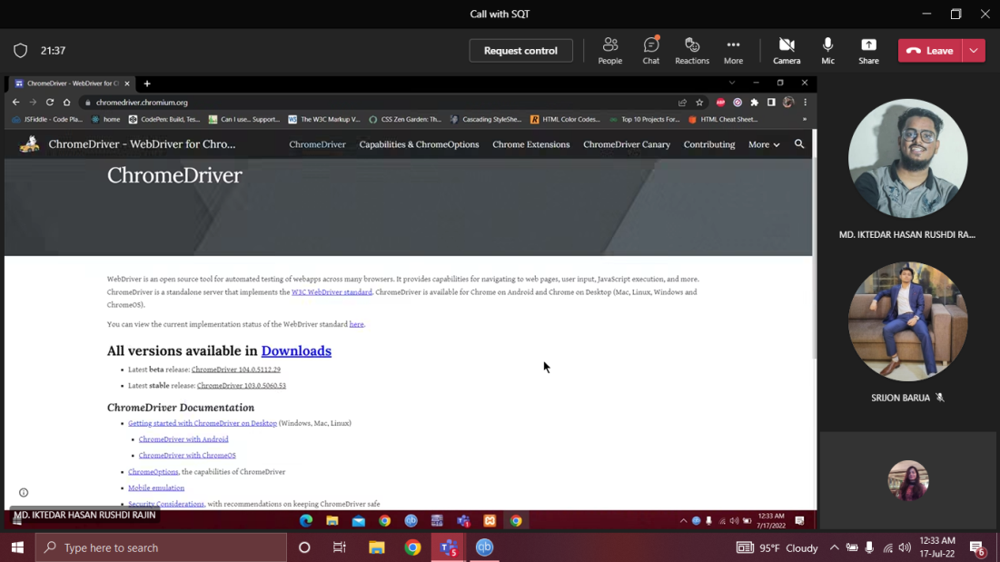 Call with SQT
21:37
Request control
People
Chat
Reactions
More
Camera
Mic
Share
Leave
ChromeDriver - WebDriver for C
chromedriver.chromium.org
JSFiddle - Code Pla...
home
CodePen: Build, Tes...
Can I use... Support...
The W3C Markup V...
CSS Zen Garden: Th...
Cascading StyleShe...
HTML Color Codes...
Top 10 Projects For...
HTML Cheat Sheet...
ChromeDriver - WebDriver for Chro...
ChromeDriver
Capabilities & ChromeOptions
Chrome Extensions
ChromeDriver Canary
Contributing
More
ChromeDriver
WebDriver is an open source tool for automated testing of webapps across many browsers. It provides capabilities for navigating to web pages, user input, JavaScript execution, and more.
ChromeDriver is a standalone server that implements the W3C WebDriver standard. ChromeDriver is available for Chrome on Android and Chrome on Desktop (Mac, Linux, Windows and
ChromeOS).
You can view the current implementation status of the WebDriver standard here.
All versions available in Downloads
• Latest beta release: ChromeDriver 104.0.5112.29
• Latest stable release: ChromeDriver 103.0.5060.53
ChromeDriver Documentation
• Getting started with ChromeDriver on Desktop (Windows, Mac, Linux)
• ChromeDriver with Android
• ChromeDriver with ChromeOS
• ChromeOptions, the capabilities of ChromeDriver
• Mobile emulation
• Security Considerations, with recommendations on keeping ChromeDriver safe
MD. IKTEDAR HASAN RUSHDI RAJIN
12:33 AM
7/17/2022
MD. IKTEDAR HASAN RUSHDI RA...
SRIJON BARUA
Type here to search
5
qb
95°F Cloudy
12:33 AM
17-Jul-22
6